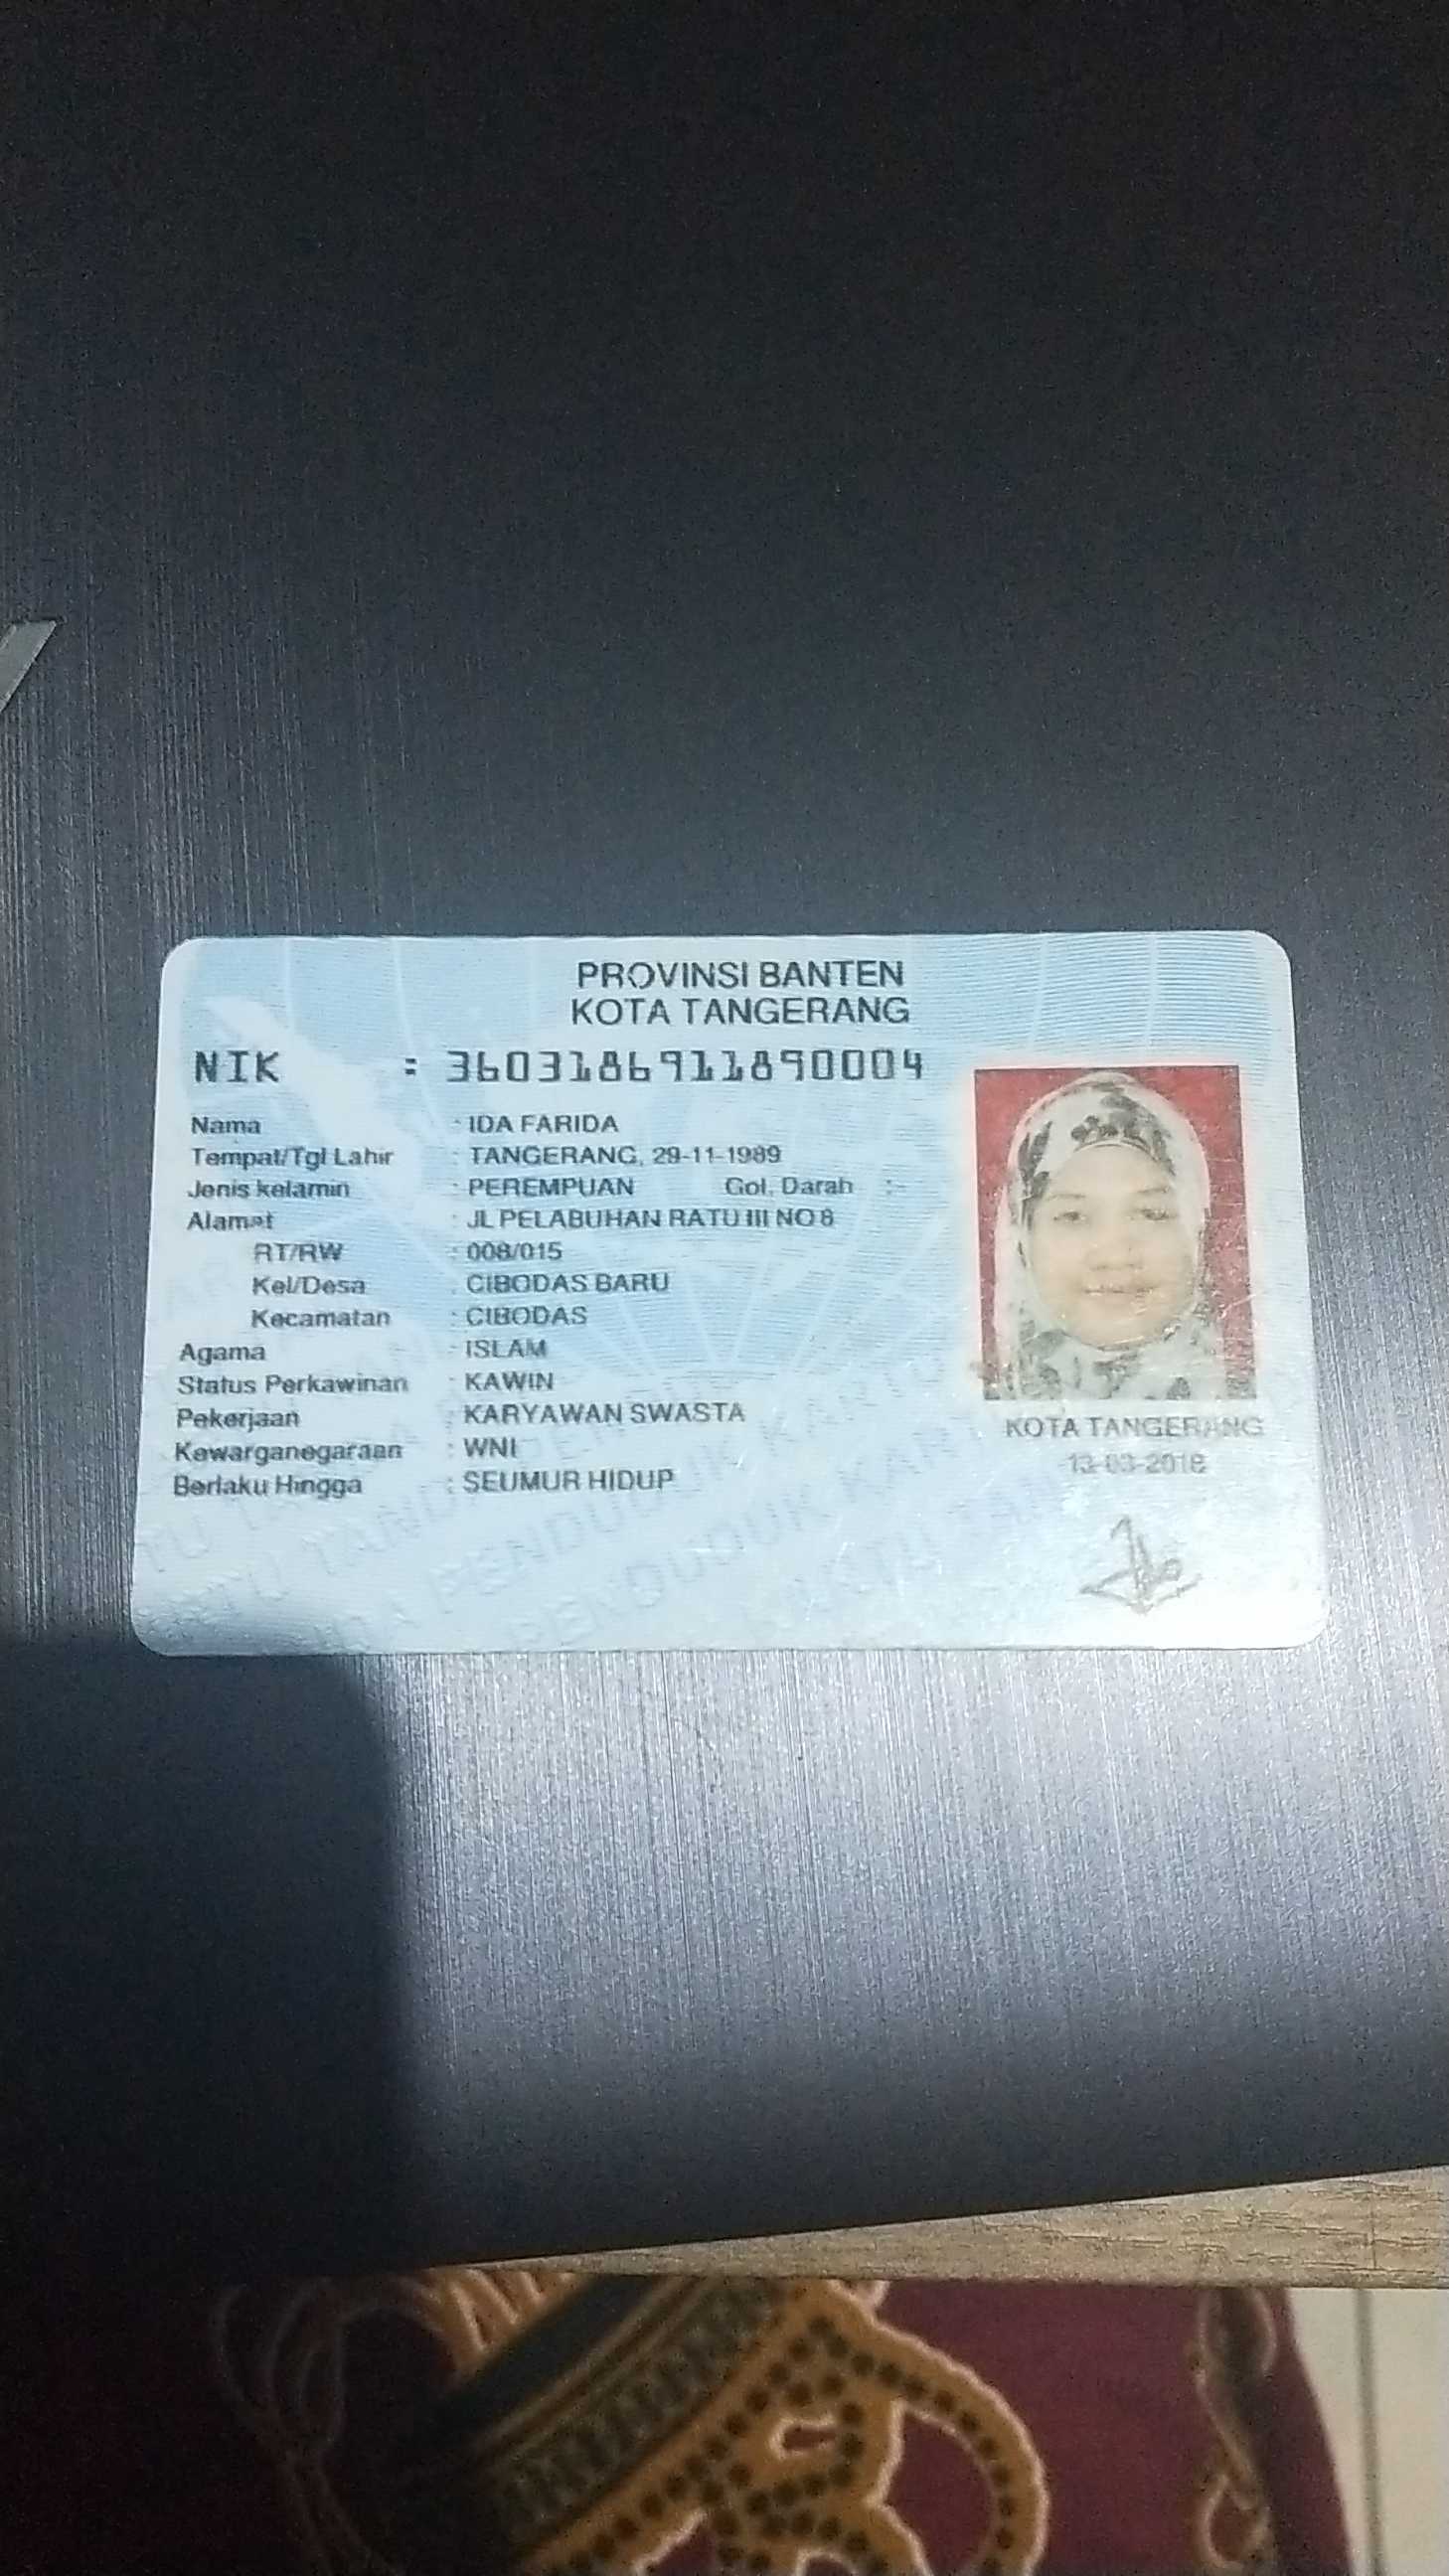 PROVINSI BANTEN
KOTA TANGERANG
NIK : 3603186911890004
Nama : IDA FARIDA
Tempat/Tgl Lahir : TANGERANG, 29-11-1989
Jenis kelamin : PEREMPUAN Gol. Darah : -
Alamat : JL PELABUHAN RATU III NO 8
RT/RW : 008/015
Kel/Desa : CIBODAS BARU
Kecamatan : CIBODAS
Agama : ISLAM
Status Perkawinan : KAWIN
Pekerjaan : KARYAWAN SWASTA
Kewarganegaraan : WNI
Berlaku Hingga : SEUMUR HIDUP
KOTA TANGERANG
13-03-2018